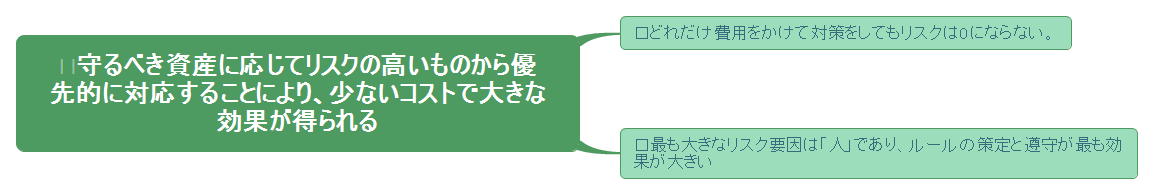 □守るべき資産に応じてリスクの高いものから優
先的に対応することにより、少ないコストで大きな
効果が得られる
□どれだけ費用をかけて対策をしてもリスクは0にならない。
□最も大きなリスク要因は「人」であり、ルールの策定と遵守が最も効
果が大きい